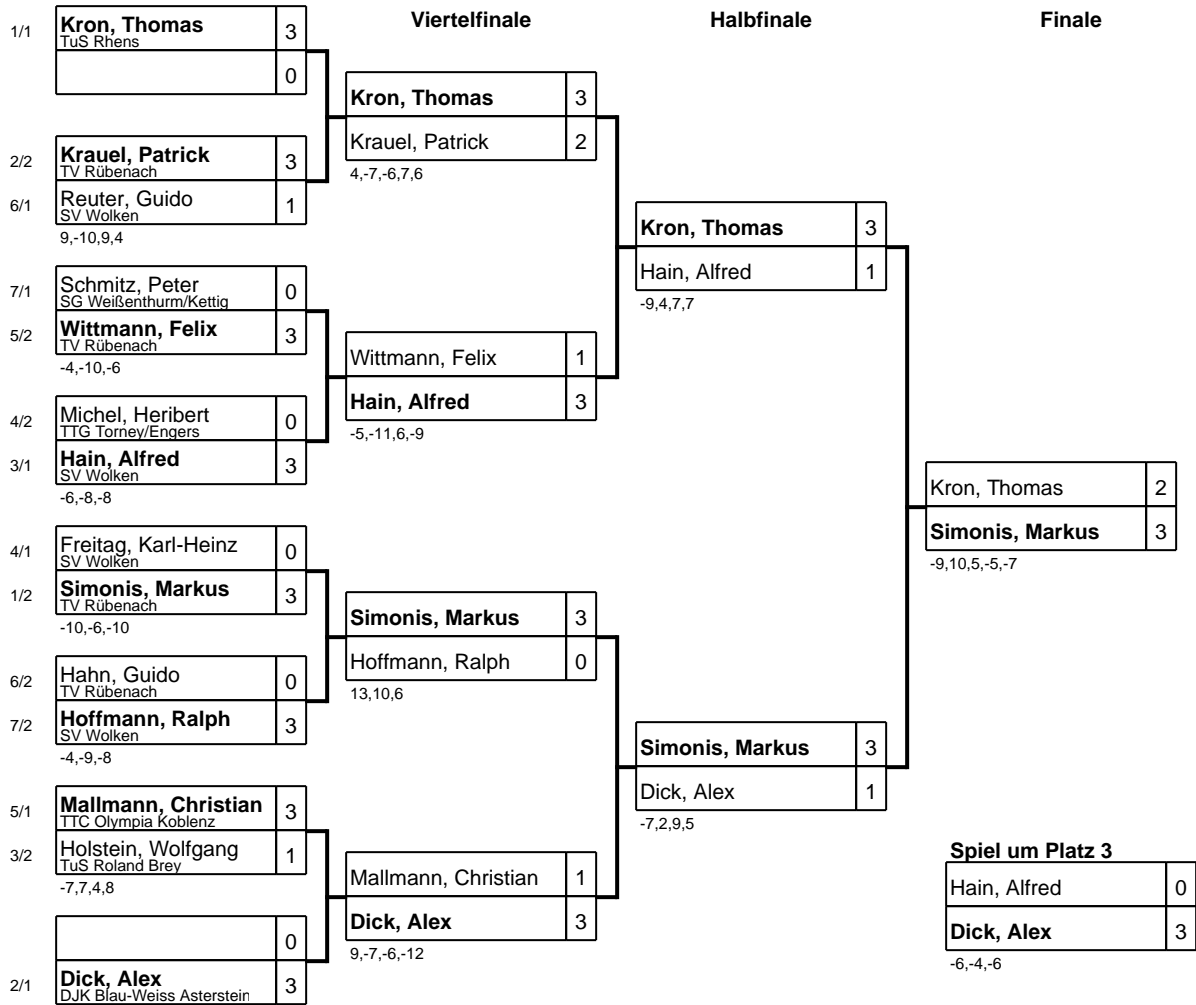 Viertelfinale
Halbfinale
Finale
1/1
Kron, Thomas
TuS Rhens
3
0
2/2
Krauel, Patrick
TV Rübenach
3
6/1
Reuter, Guido
SV Wolken
1
9,-10,9,4
7/1
Schmitz, Peter
SG Weißenthurm/Kettig
0
5/2
Wittmann, Felix
TV Rübenach
3
-4,-10,-6
4/2
Michel, Heribert
TTG Torney/Engers
0
3/1
Hain, Alfred
SV Wolken
3
-6,-8,-8
4/1
Freitag, Karl-Heinz
SV Wolken
0
1/2
Simonis, Markus
TV Rübenach
3
-10,-6,-10
6/2
Hahn, Guido
TV Rübenach
0
7/2
Hoffmann, Ralph
SV Wolken
3
-4,-9,-8
5/1
Mallmann, Christian
TTC Olympia Koblenz
3
3/2
Holstein, Wolfgang
TuS Roland Brey
1
-7,7,4,8
0
2/1
Dick, Alex
DJK Blau-Weiss Asterstein
3
Kron, Thomas 3
Krauel, Patrick 2
4,-7,-6,7,6
Wittmann, Felix 1
Hain, Alfred 3
-5,-11,6,-9
Simonis, Markus 3
Hoffmann, Ralph 0
13,10,6
Mallmann, Christian 1
Dick, Alex 3
9,-7,-6,-12
Kron, Thomas 3
Hain, Alfred 1
-9,4,7,7
Simonis, Markus 3
Dick, Alex 1
-7,2,9,5
Kron, Thomas 2
Simonis, Markus 3
-9,10,5,-5,-7
Spiel um Platz 3
Hain, Alfred 0
Dick, Alex 3
-6,-4,-6